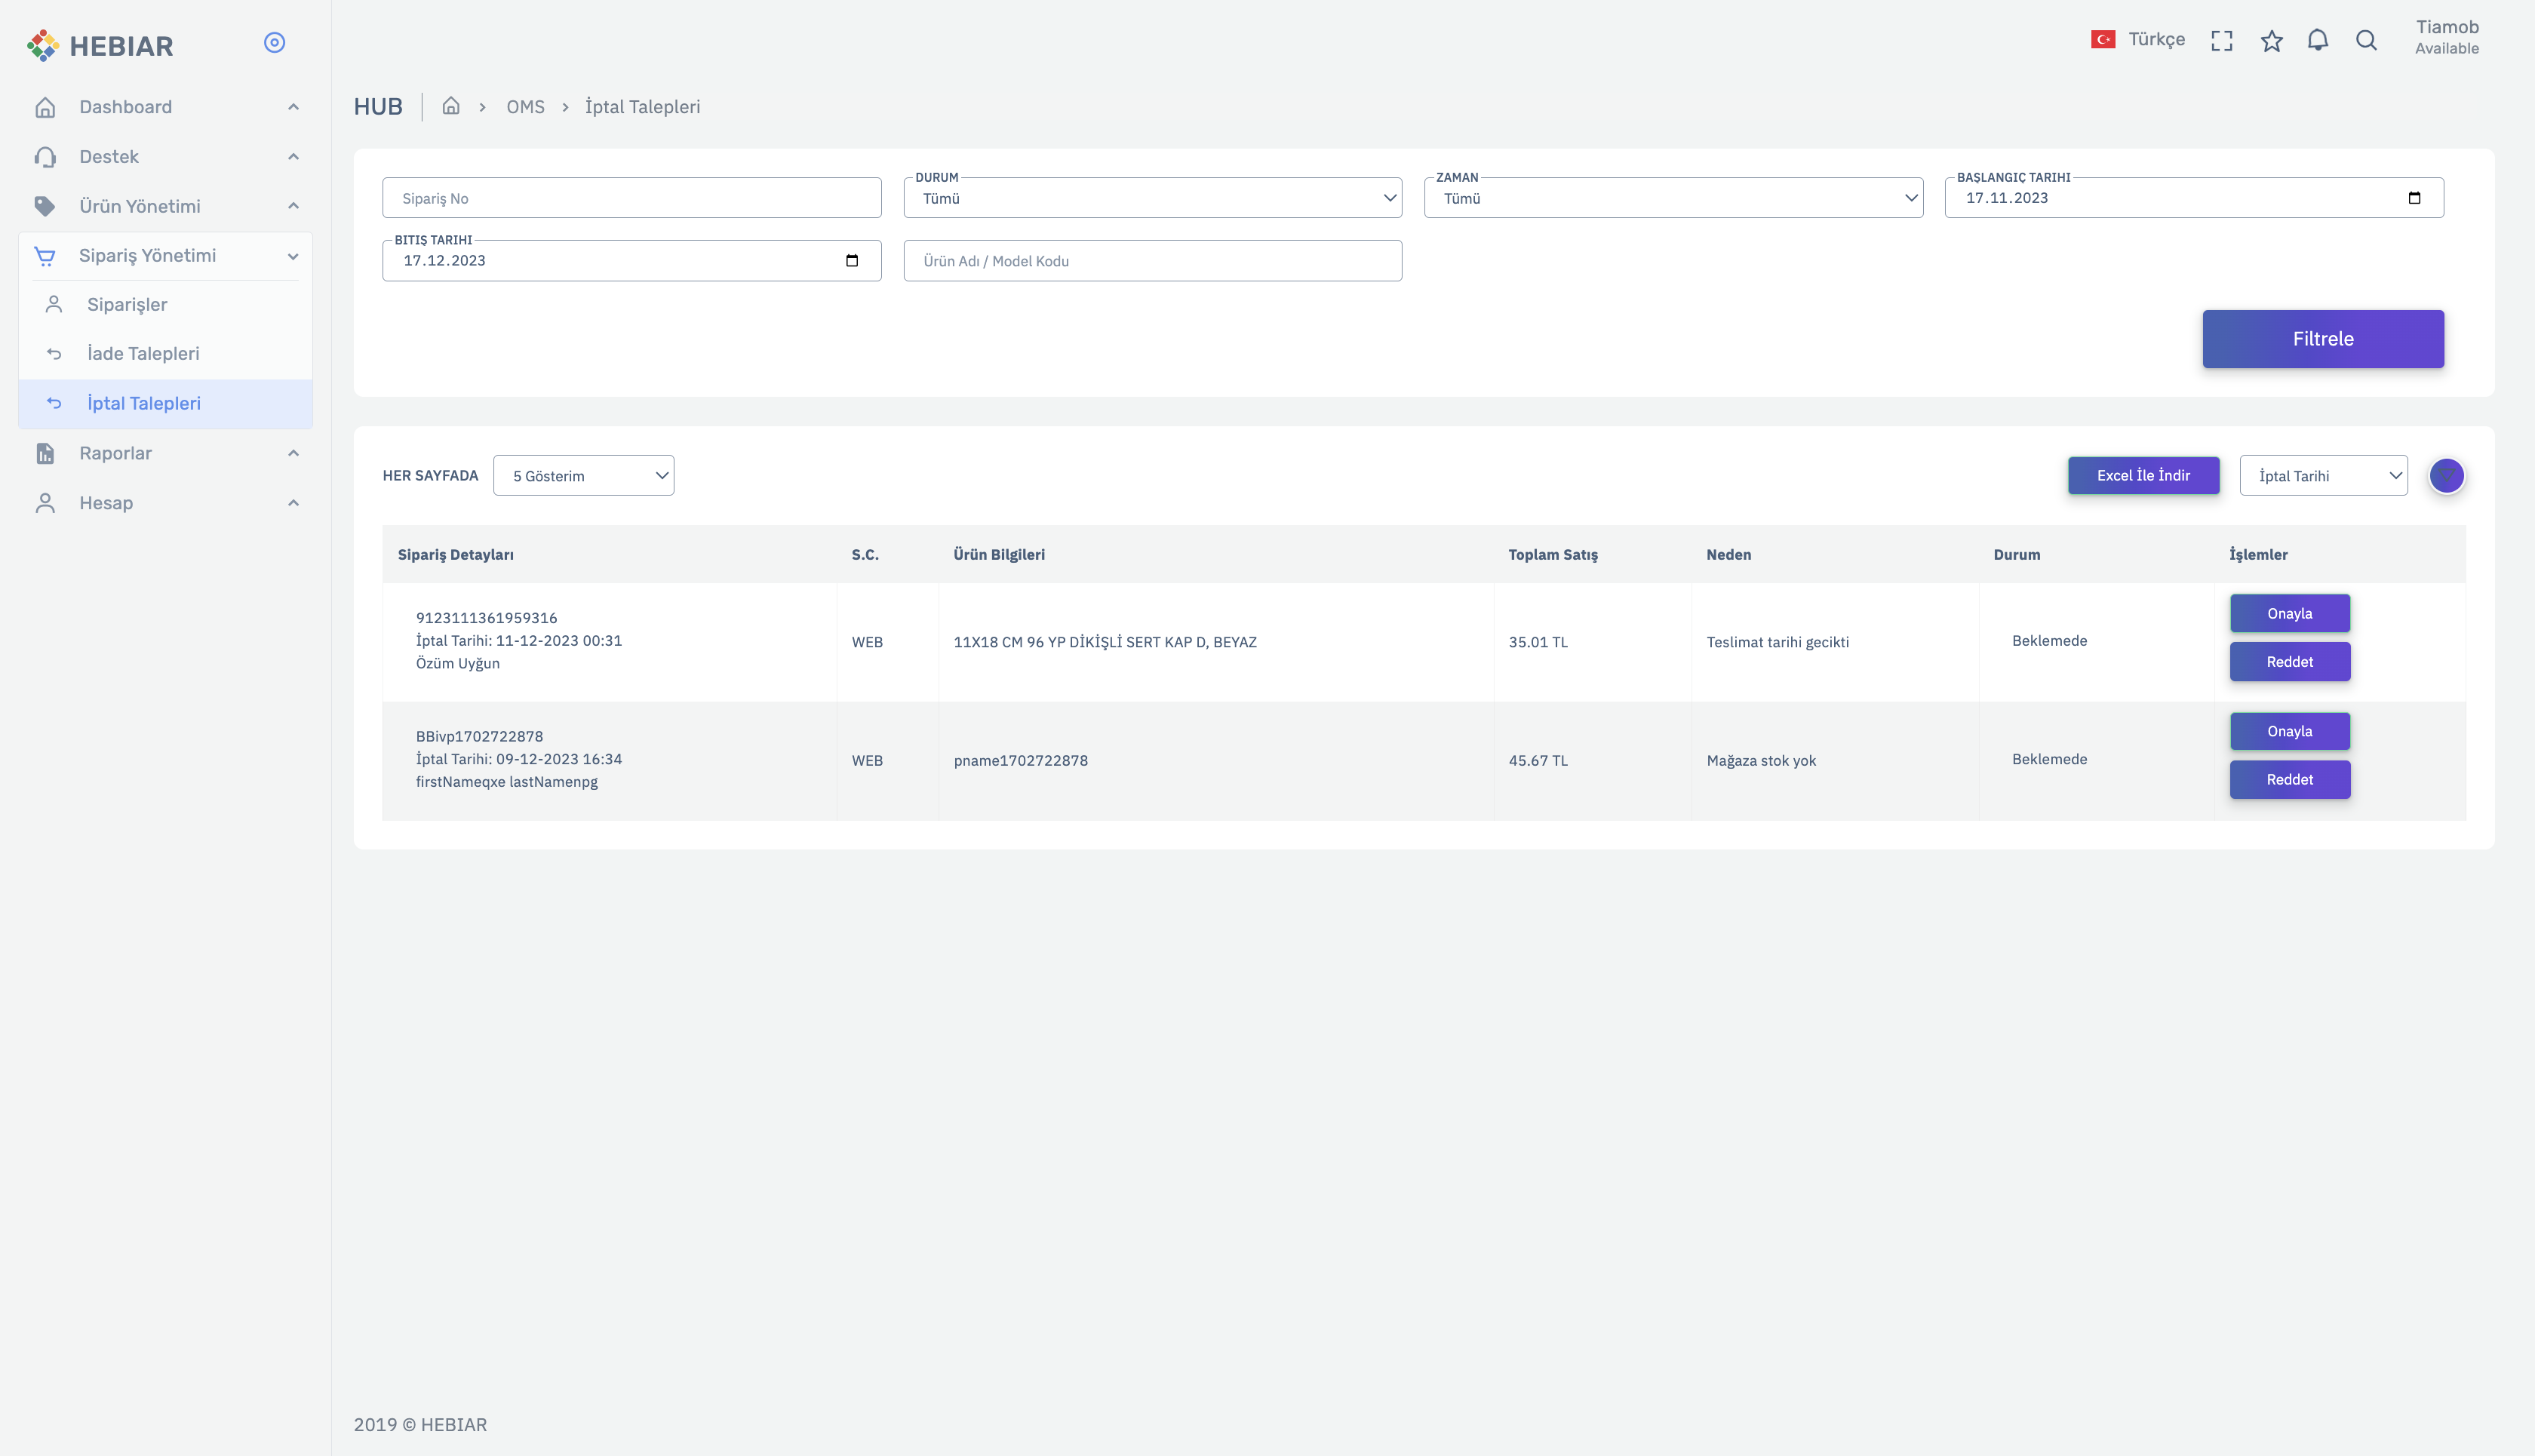 HEBIAR
Türkçe
Tiamob
Available
Dashboard
Destek
Ürün Yönetimi
Sipariş Yönetimi
Siparişler
İade Talepleri
İptal Talepleri
Raporlar
Hesap
HUB
OMS
İptal Talepleri
Sipariş No
DURUM
Tümü
ZAMAN
Tümü
BAŞLANGIÇ TARIHI
17.11.2023
BITIŞ TARIHI
17.12.2023
Ürün Adı / Model Kodu
Filtrele
HER SAYFADA
5 Gösterim
Excel İle İndir
İptal Tarihi
Sipariş Detayları S.C. Ürün Bilgileri Toplam Satış Neden Durum İşlemler
9123111361959316
İptal Tarihi: 11-12-2023 00:31
Özüm Uyğun
WEB
11X18 CM 96 YP DİKİŞLİ SERT KAP D, BEYAZ
35.01 TL
Teslimat tarihi gecikti
Beklemede
Onayla
Reddet
BBivp1702722878
İptal Tarihi: 09-12-2023 16:34
firstNameqxe lastNamenpg
WEB
pname1702722878
45.67 TL
Mağaza stok yok
Beklemede
Onayla
Reddet
2019 © HEBIAR